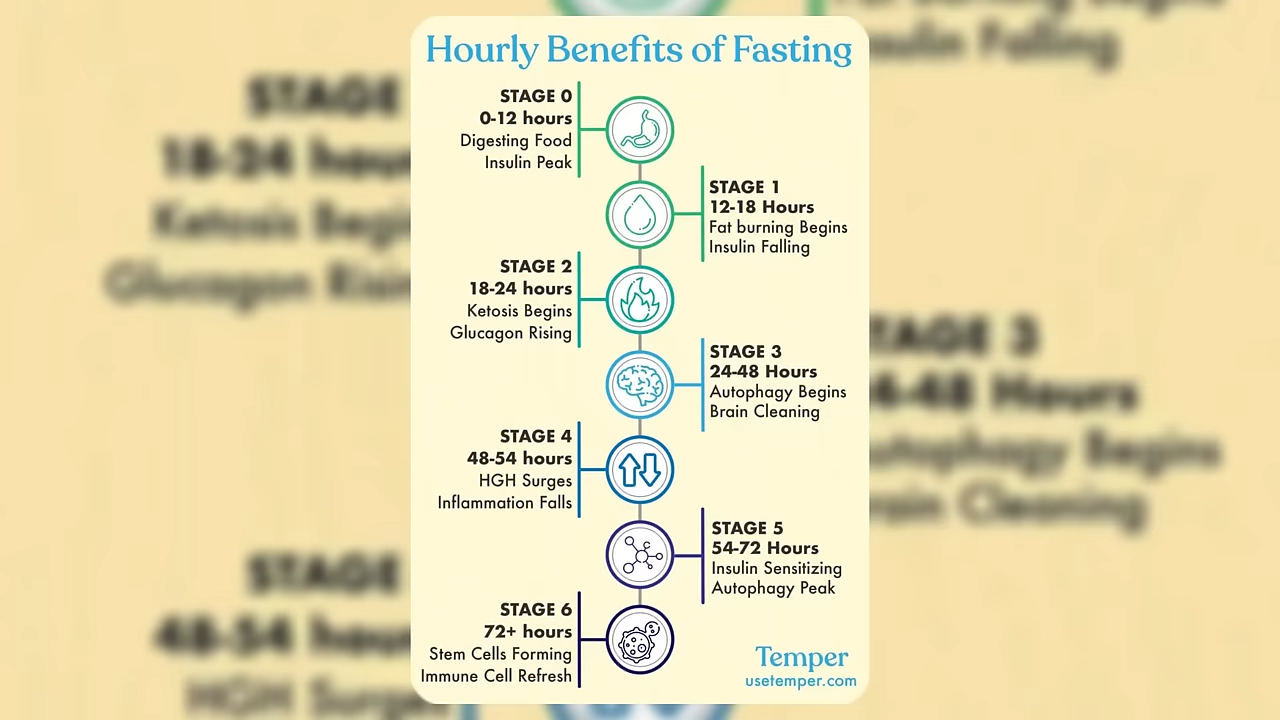 Hourly Benefits of Fasting
STAGE 0
0-12 hours
Digesting Food
Insulin Peak
STAGE 1
12-18 Hours
Fat burning Begins
Insulin Falling
STAGE 2
18-24 hours
Ketosis Begins
Glucagon Rising
STAGE 3
24-48 Hours
Autophagy Begins
Brain Cleaning
STAGE 4
48-54 hours
HGH Surges
Inflammation Falls
STAGE 5
54-72 Hours
Insulin Sensitizing
Autophagy Peak
STAGE 6
72+ hours
Stem Cells Forming
Immune Cell Refresh
Temper
usetemper.com